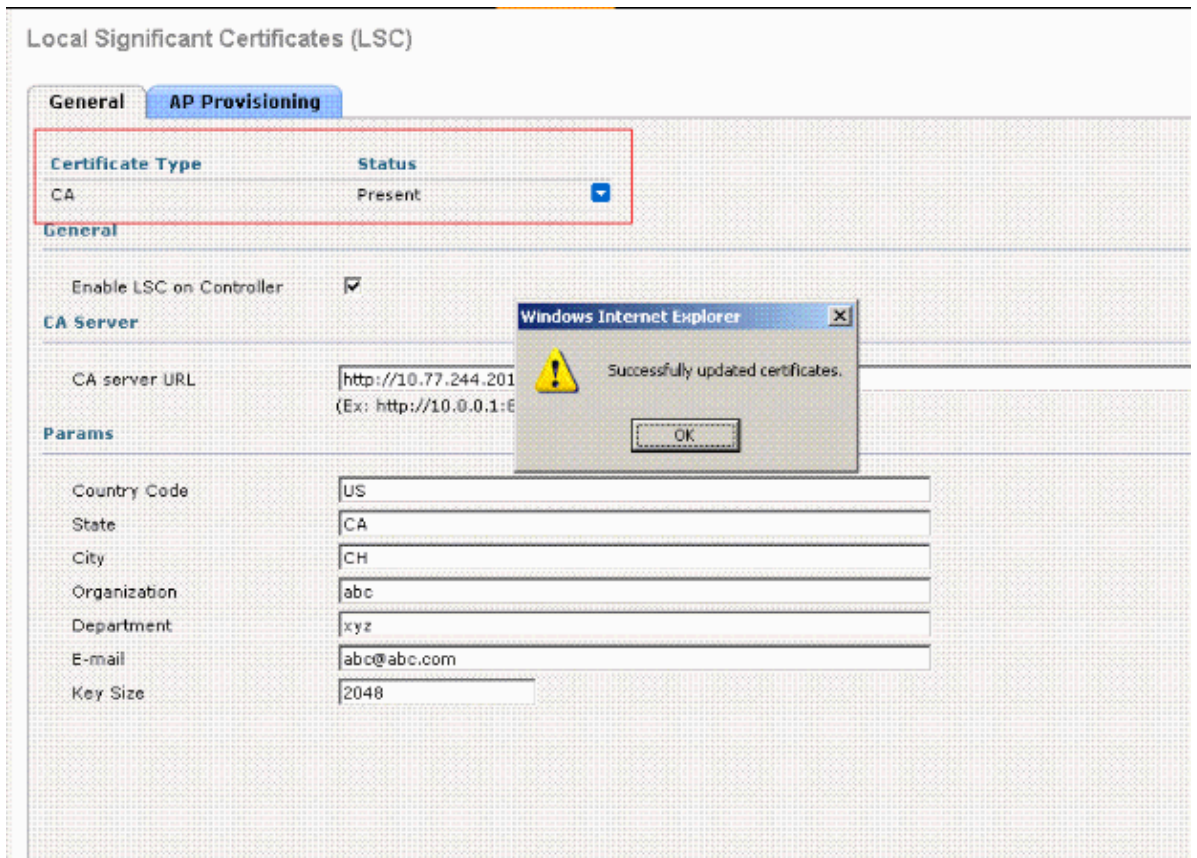 Local Significant Certificates (LSC)
General
AP Provisioning
Certificate Type Status
CA Present
General
Enable LSC on Controller
CA Server
Windows Internet Explorer
Successfully updated certificates.
OK
CA server URL http://10.77.244.201
(Ex: http://10.0.0.1:
Params
Country Code US
State CA
City CH
Organization abc
Department xyz
E-mail abc@abc.com
Key Size 2048